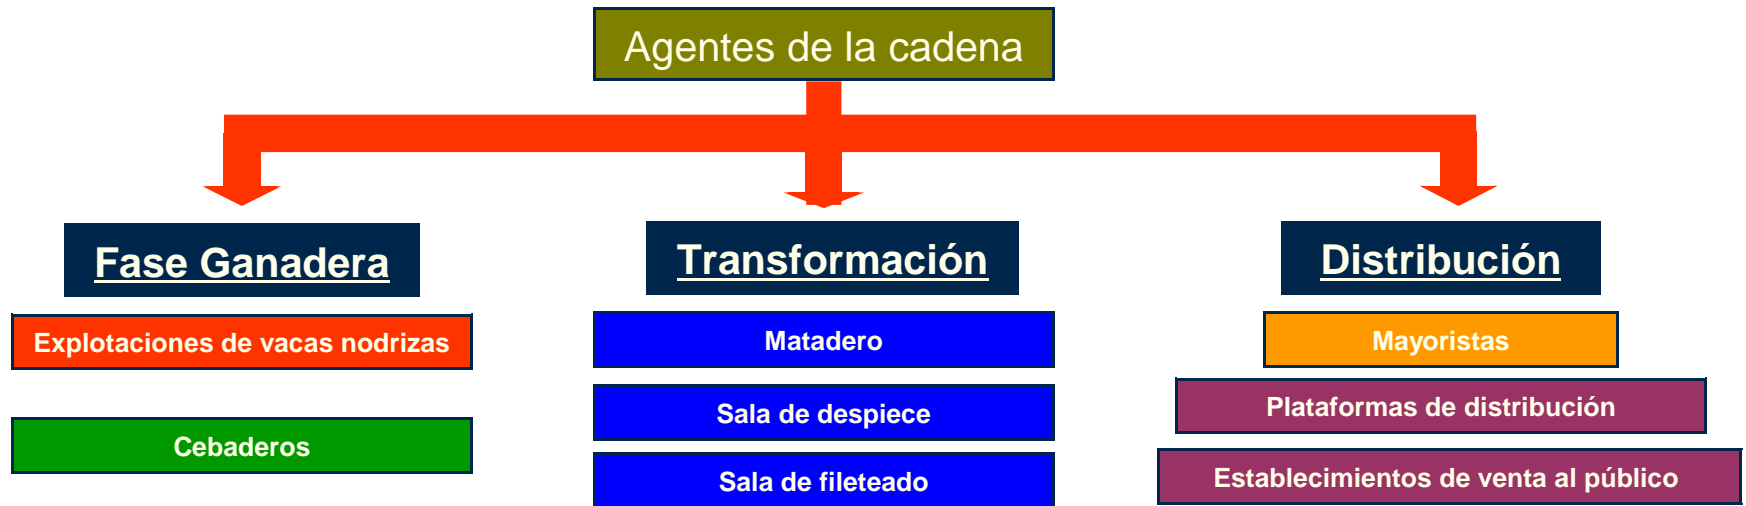 Agentes de la cadena
Fase Ganadera
Explotaciones de vacas nodrizas
Cebaderos
Transformación
Matadero
Sala de despiece
Sala de fileteado
Distribución
Mayoristas
Plataformas de distribución
Establecimientos de venta al público